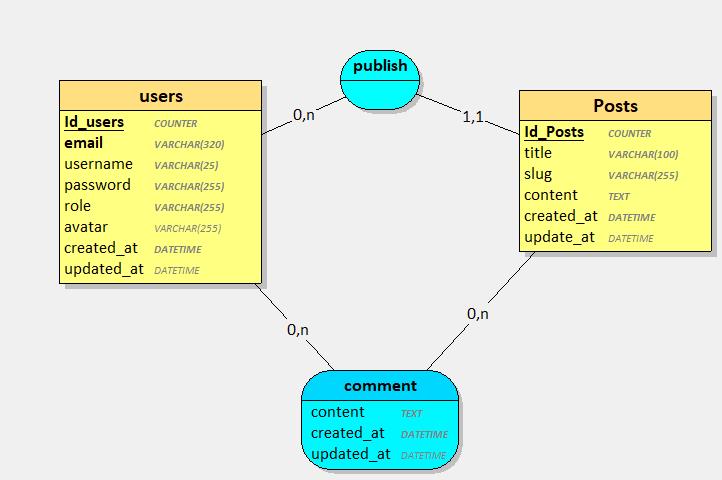 publish
users
Id_users COUNTER
email VARCHAR(320)
username VARCHAR(25)
password VARCHAR(255)
role VARCHAR(255)
avatar VARCHAR(255)
created_at DATETIME
updated_at DATETIME
0,n
1,1
Posts
Id_Posts COUNTER
title VARCHAR(100)
slug VARCHAR(255)
content TEXT
created_at DATETIME
update_at DATETIME
0,n
0,n
comment
content TEXT
created_at DATETIME
updated_at DATETIME